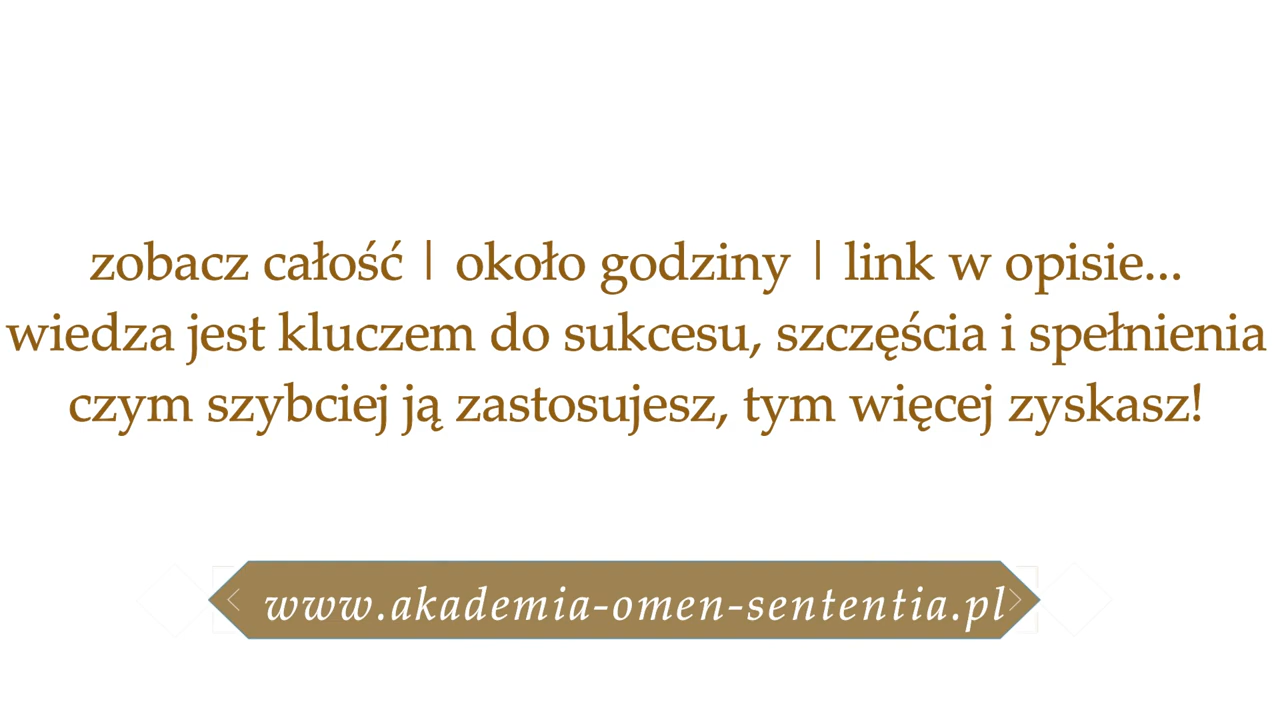 zobacz całość | około godziny | link w opisie...
wiedza jest kluczem do sukcesu, szczęścia i spełnienia
czym szybciej ją zastosujesz, tym więcej zyskasz!
www.akademia-omen-sententia.pl